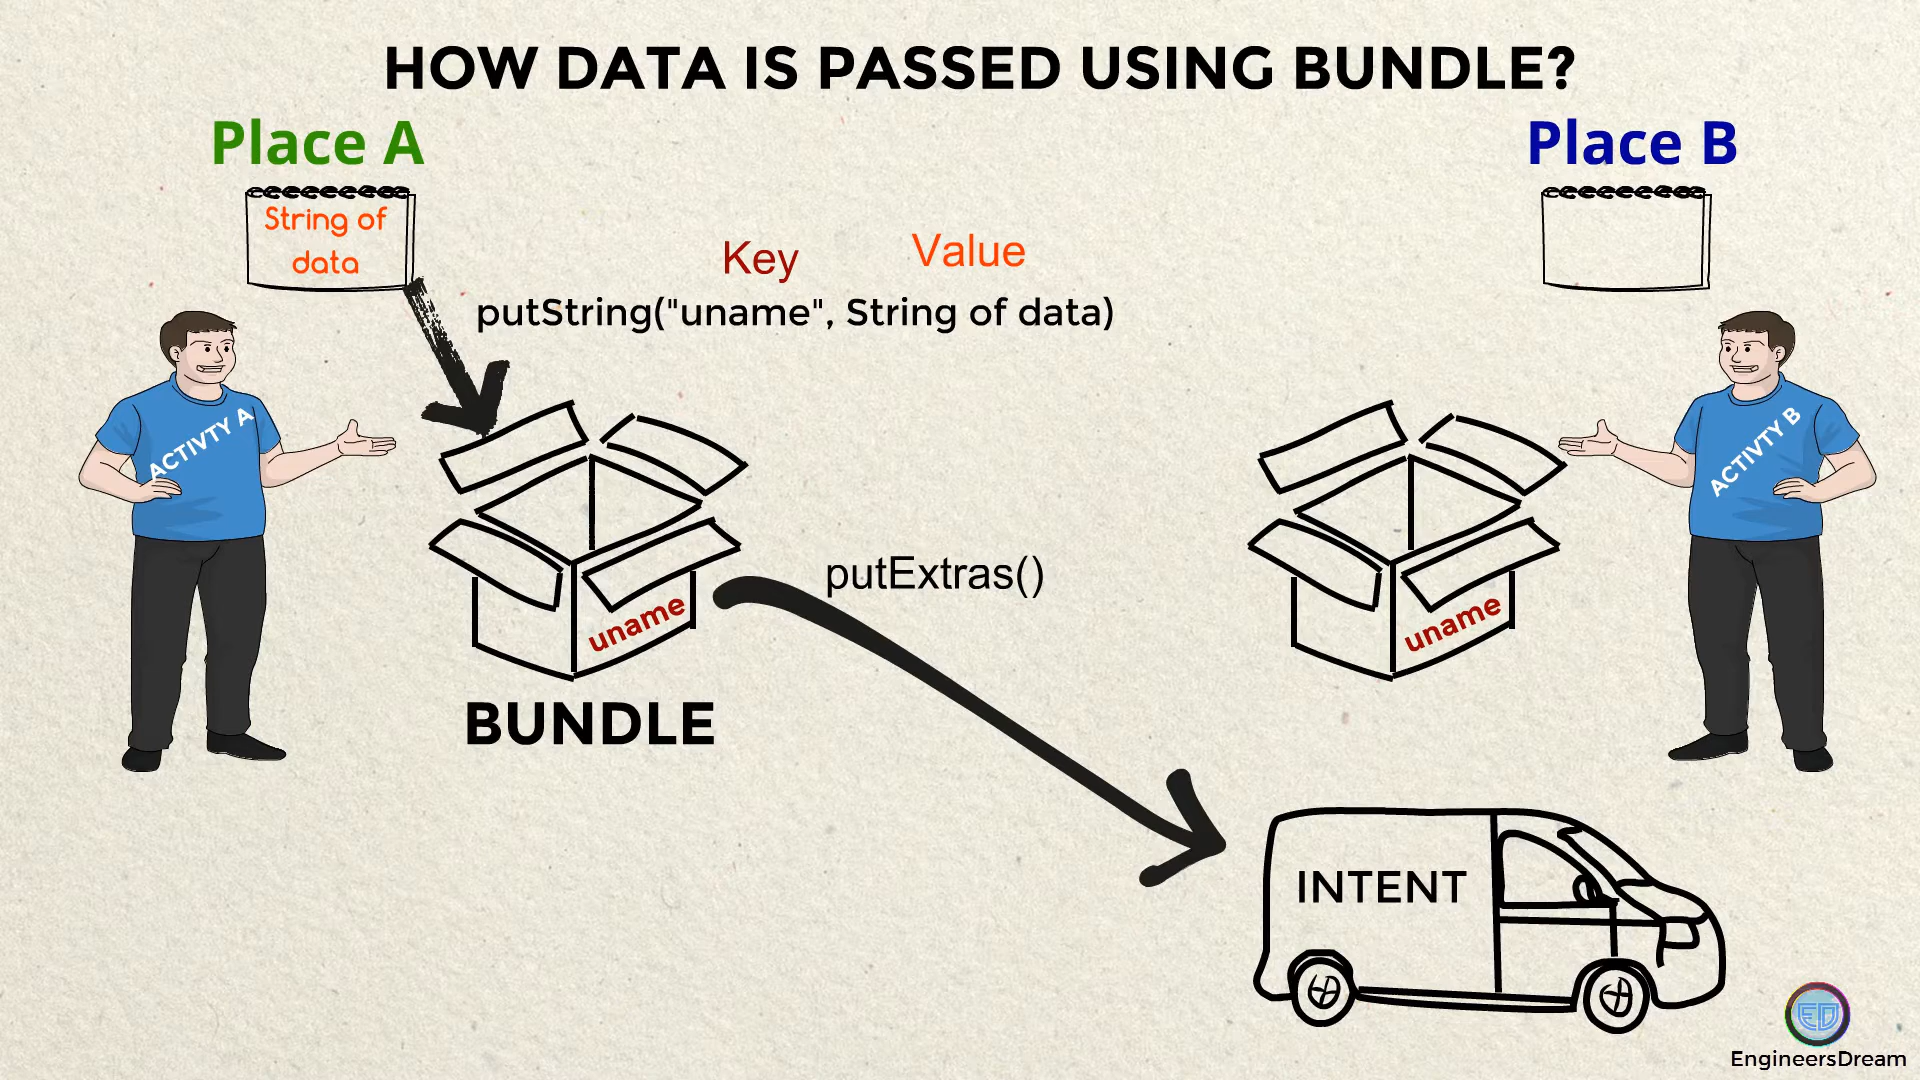 HOW DATA IS PASSED USING BUNDLE?
Place A
Place B
String of
data
Key
Value
putString("uname", String of data)
ACTIVTY A
ACTIVTY B
putExtras()
uname
uname
BUNDLE
INTENT
ED
EngineersDream